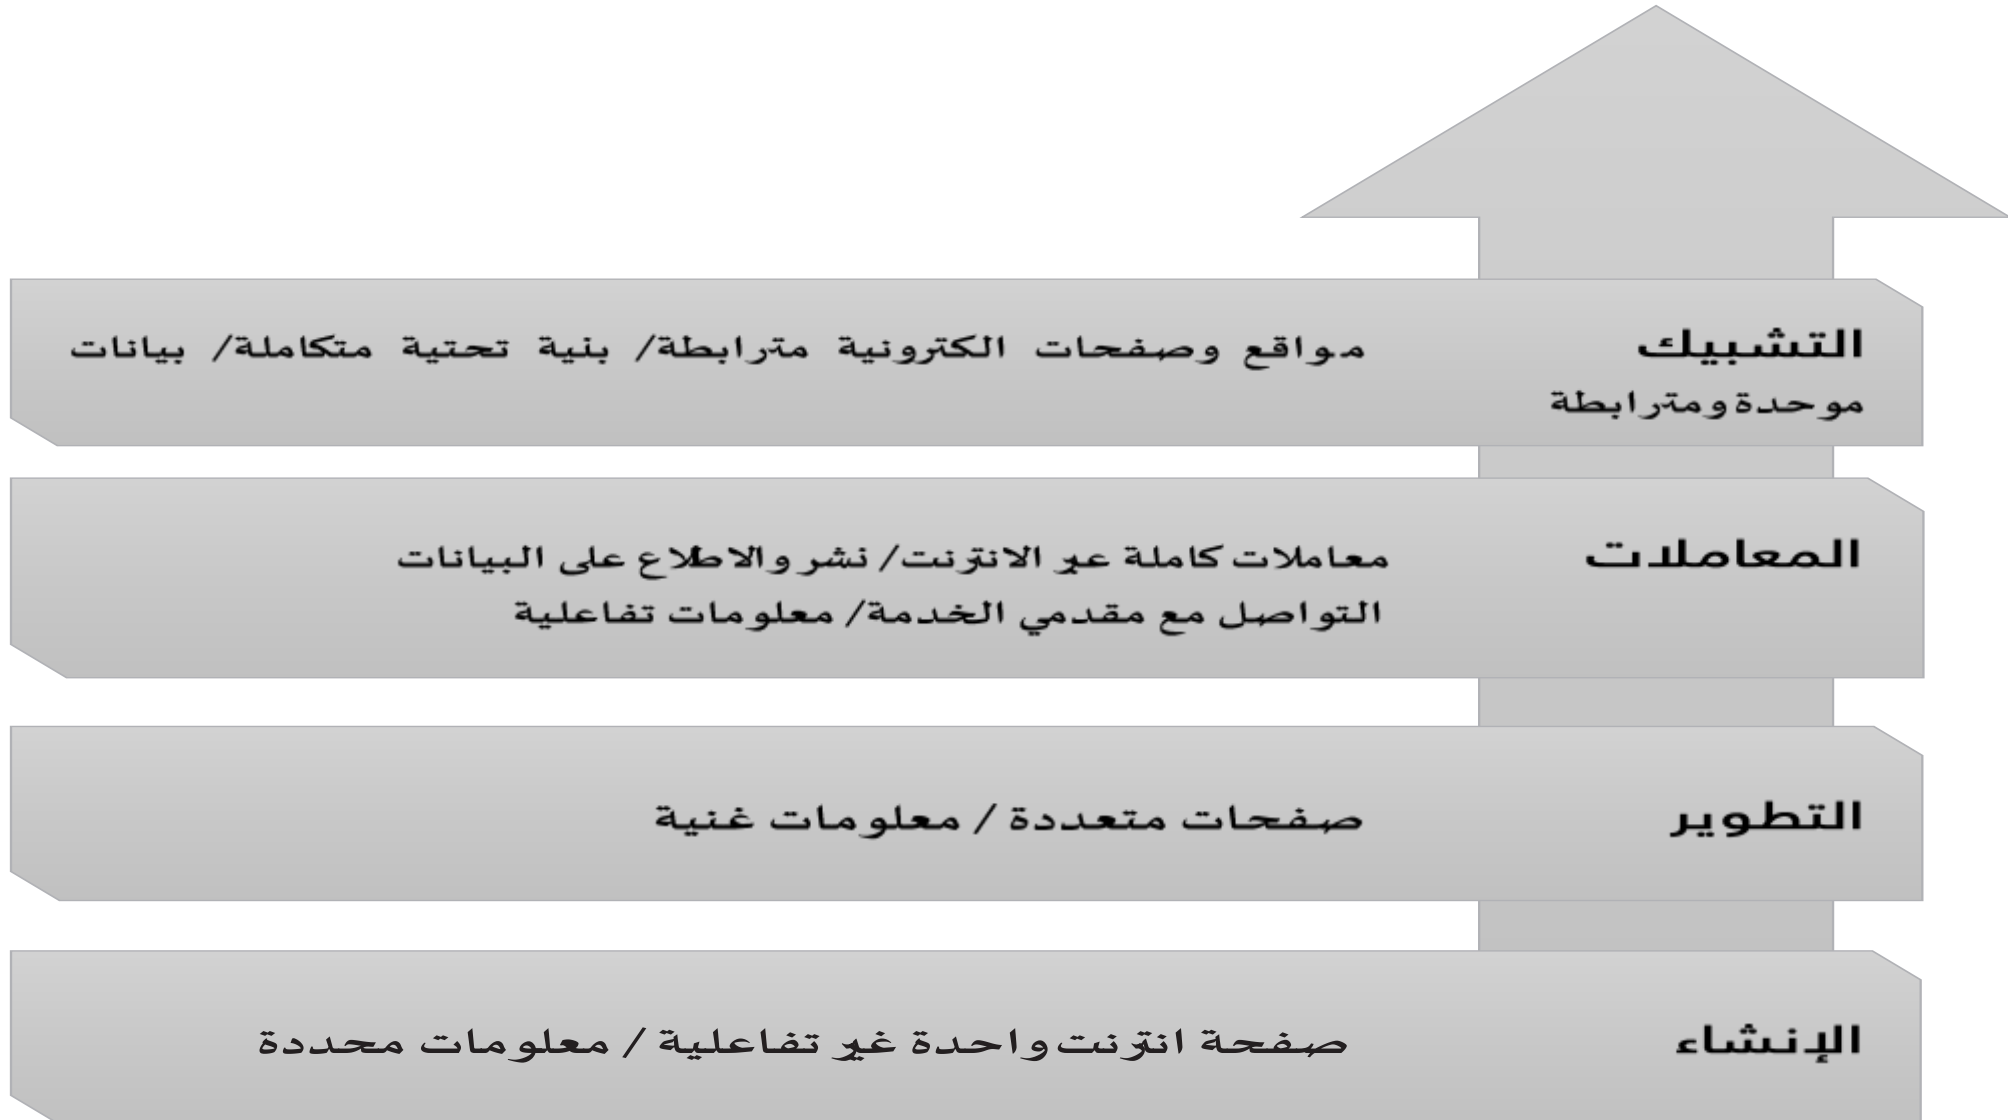 التشبيك مواقع وصفحات الكترونية مترابطة/ بنية تحتية متكاملة/ بيانات
موحدة ومترابطة
المعاملات معاملات كاملة عبر الانترنت/ نشر والاطلاع على البيانات
التواصل مع مقدمي الخدمة/ معلومات تفاعلية
التطوير صفحات متعددة / معلومات غنية
الإنشاء صفحة انترنت واحدة غير تفاعلية / معلومات محددة